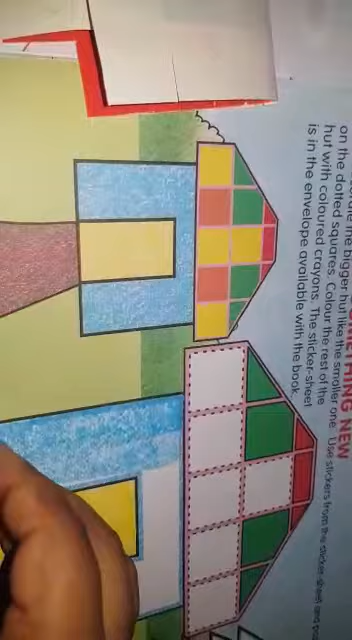 THING NEW
the bigger hut like the smaller one. Use stickers from the sticker-sheet and
on the dotted squares. Colour the rest of the
hut with coloured crayons. The sticker-sheet
is in the envelope available with the book.